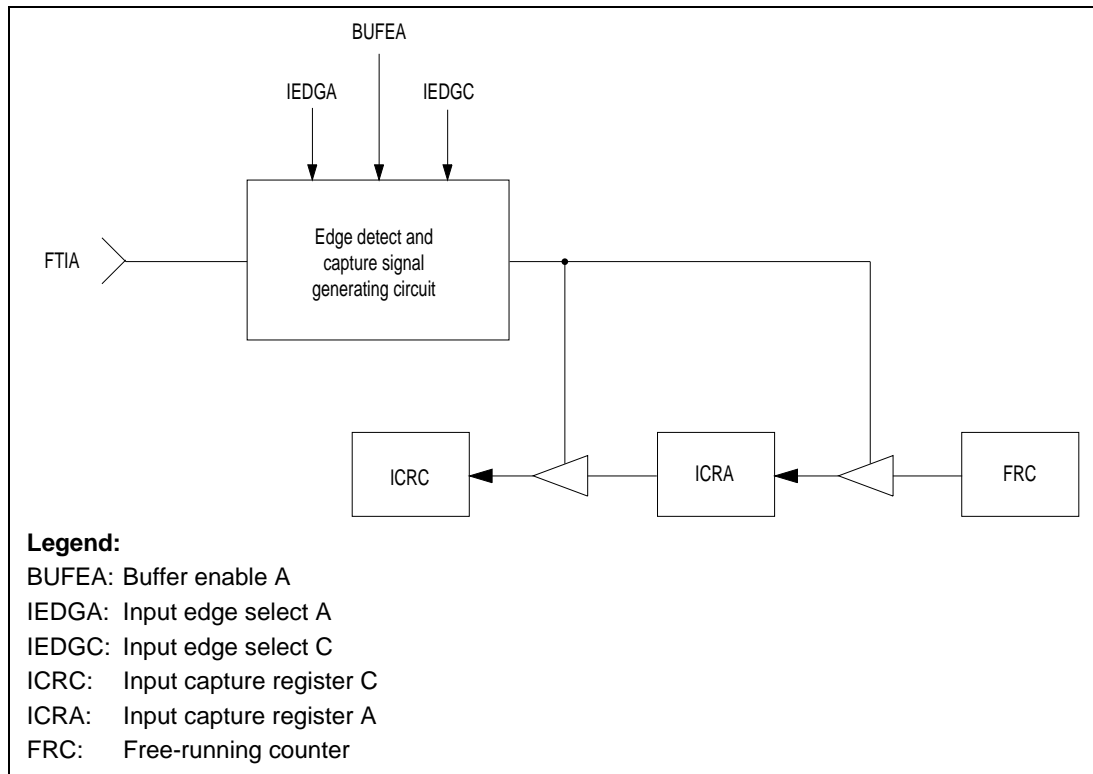 BUFEA
IEDGA IEDGC
FTIA
Edge detect and
capture signal
generating circuit
ICRC ICRA FRC
Legend:
BUFEA: Buffer enable A
IEDGA: Input edge select A
IEDGC: Input edge select C
ICRC: Input capture register C
ICRA: Input capture register A
FRC: Free-running counter